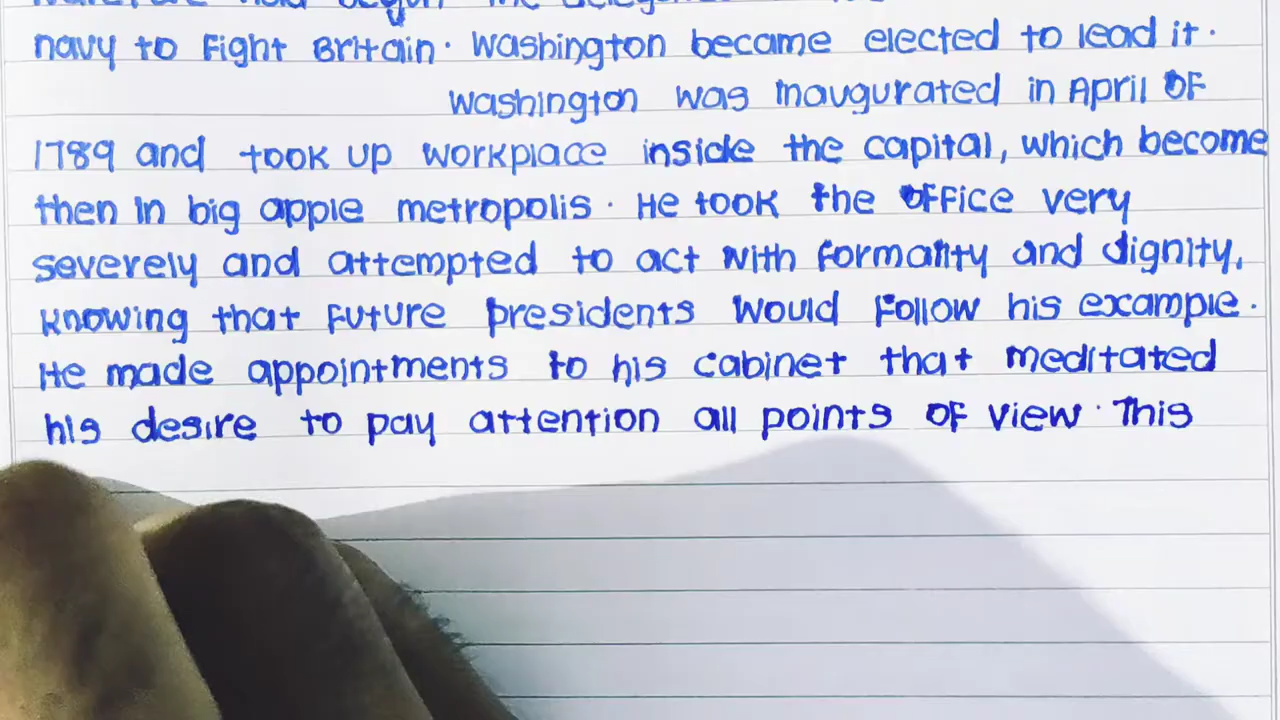 navy to Fight Britain. Washington became elected to lead it.
Washington was inaugurated in April OF
1789 and took up workplace inside the capital, which become
then in big apple metropolis. He took the office very
severely and attempted to act with formality and dignity,
knowing that future presidents would follow his example.
He made appointments to his cabinet that meditated
his desire to pay attention all points of view. This